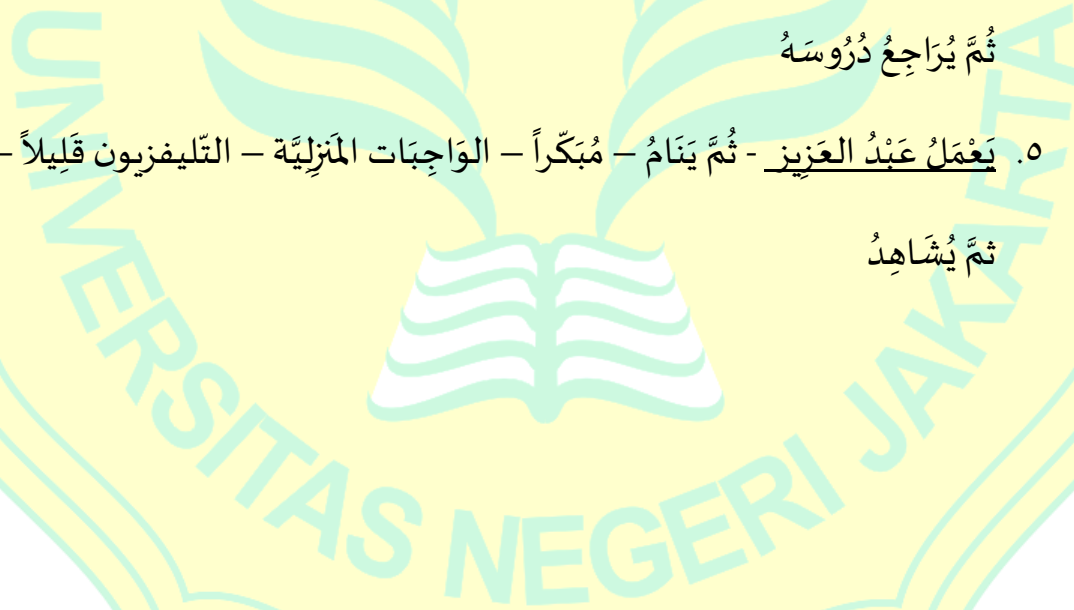 ثُمَّ يُرَاجِعُ دُرُوسَهُ
٥. يَعْمَلُ عَبْدُ العَزِيز - ثُمَّ يَنَامُ – مُبَكّراً – الوَاجِبَات المَنزِلِيَّة – التّليفزيون قَلِيلاً –
ثمَّ يُشَاهِدُ
UNIVERSITAS NEGERI JAKARTA